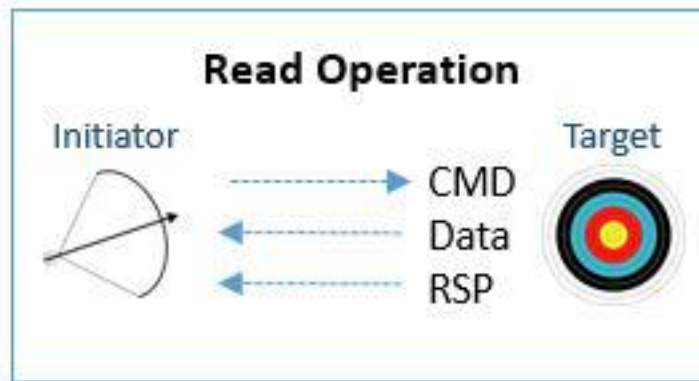 Read Operation
Initiator
Target
CMD
Data
RSP